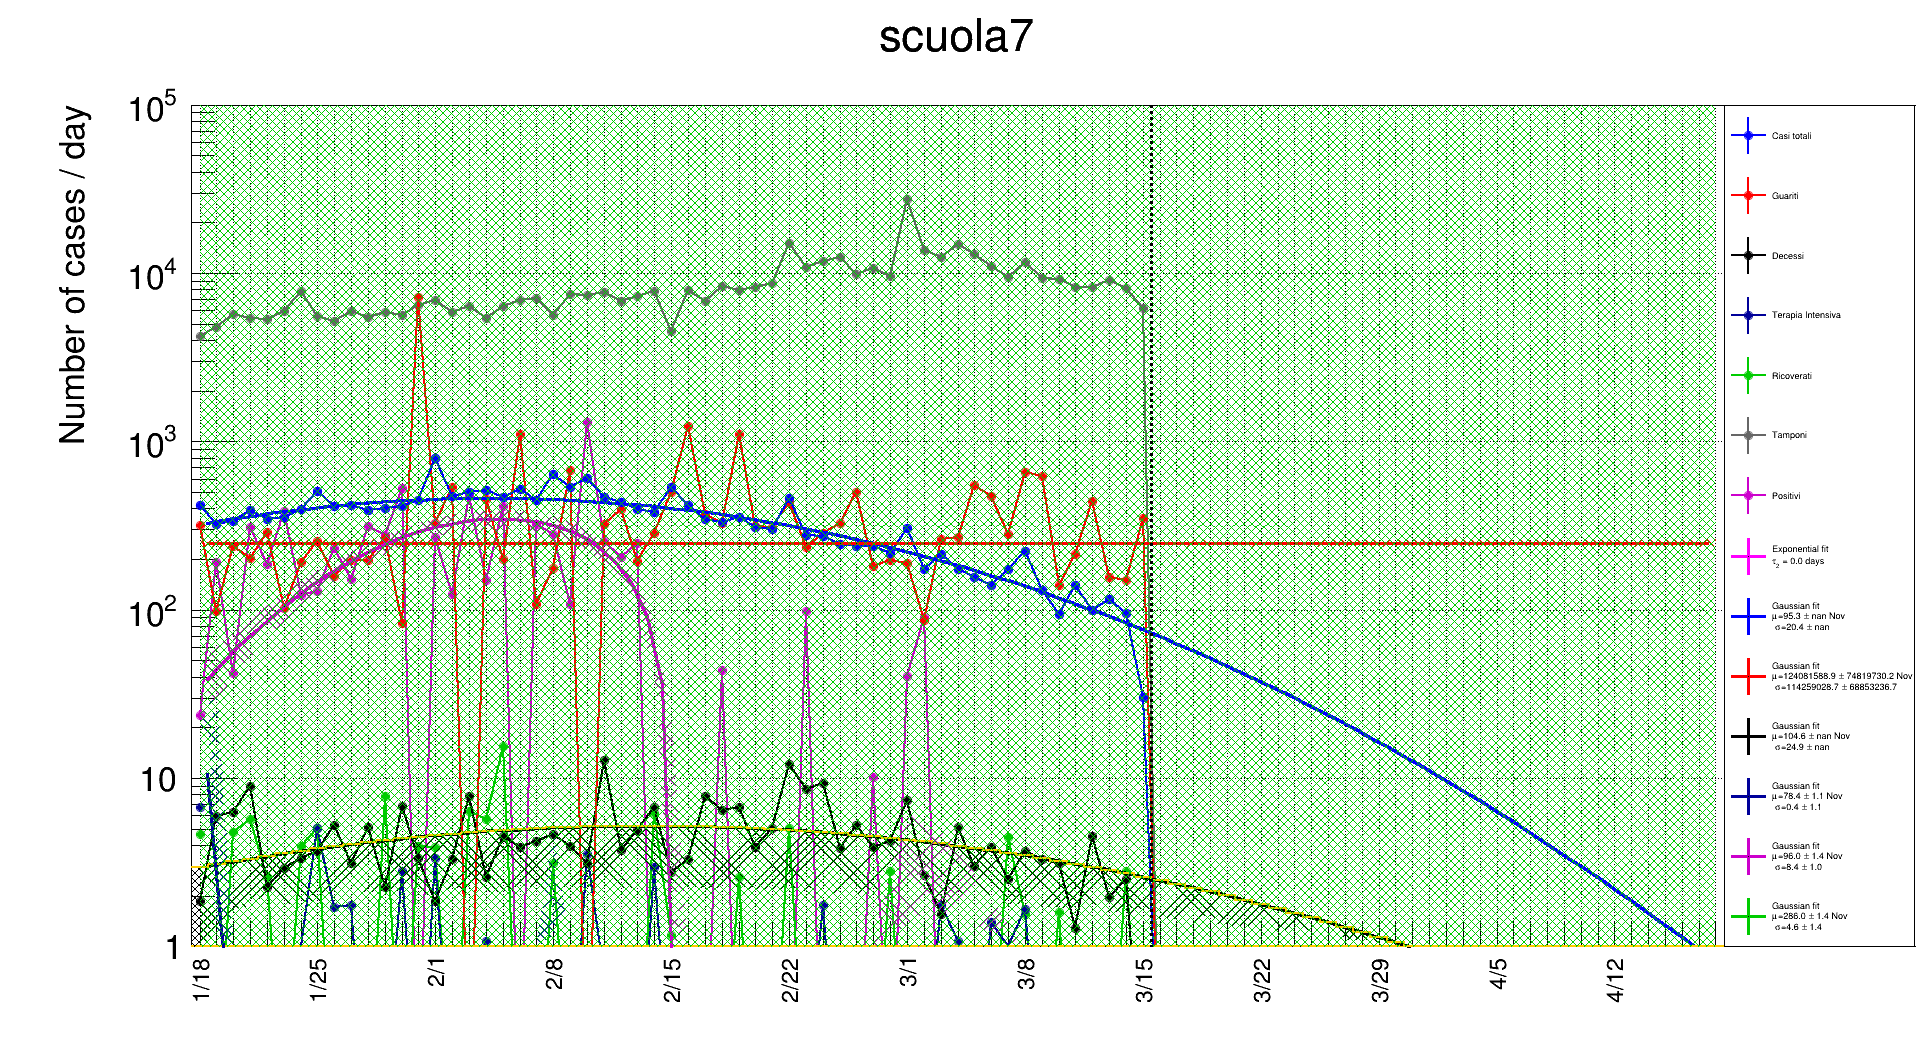 scuola7
Number of cases / day
10^5
10^4
10^3
10^2
10
1
1/18
1/25
2/1
2/8
2/15
2/22
3/1
3/8
3/15
3/22
3/29
4/5
4/12
Casi totali
Guariti
Decessi
Terapia Intensiva
Ricoverati
Tamponi
Positivi
Exponential fit
τ₂ = 0.0 days
Gaussian fit
μ=95.3 ± nan Nov
σ=20.4 ± nan
Gaussian fit
μ=124081588.9 ± 74819730.2 Nov
σ=114259028.7 ± 68853236.7
Gaussian fit
μ=104.6 ± nan Nov
σ=24.9 ± nan
Gaussian fit
μ=78.4 ± 1.1 Nov
σ=0.4 ± 1.1
Gaussian fit
μ=96.0 ± 1.4 Nov
σ=8.4 ± 1.0
Gaussian fit
μ=286.0 ± 1.4 Nov
σ=4.6 ± 1.4